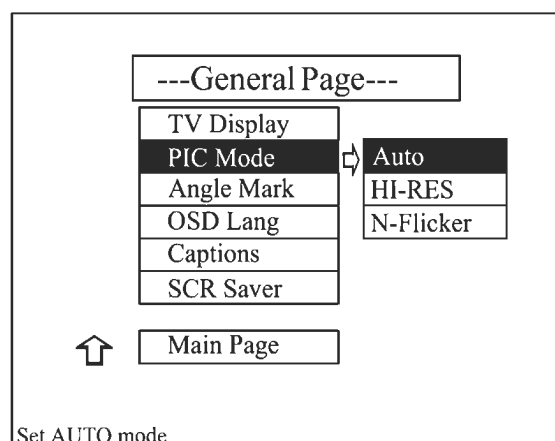 ---General Page---
TV Display
PIC Mode
Auto
Angle Mark
HI-RES
OSD Lang
N-Flicker
Captions
SCR Saver
Main Page
Set AUTO mode